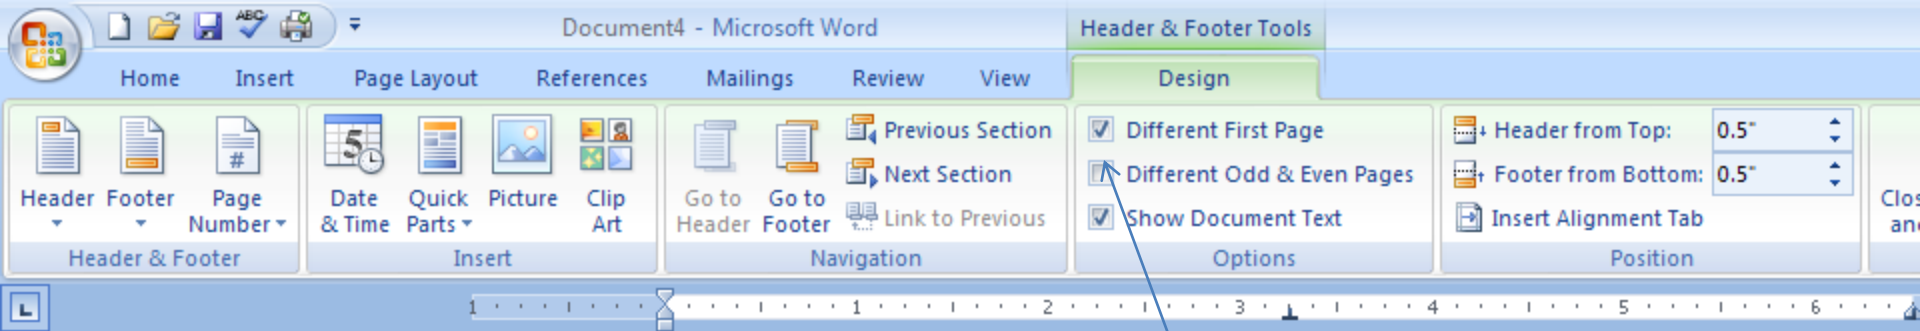 ABC
Document4 - Microsoft Word
Header & Footer Tools
Home Insert Page Layout References Mailings Review View Design
Header
Footer
Page
Number
#
Header & Footer
5
Date
& Time
Quick
Parts
Picture
Clip
Art
Insert
Go to
Header
Go to
Footer
Previous Section
Next Section
Link to Previous
Navigation
Different First Page
Different Odd & Even Pages
Show Document Text
Options
Header from Top: 0.5"
Footer from Bottom: 0.5"
Insert Alignment Tab
Position
L
1 1 2 3 4 5 6